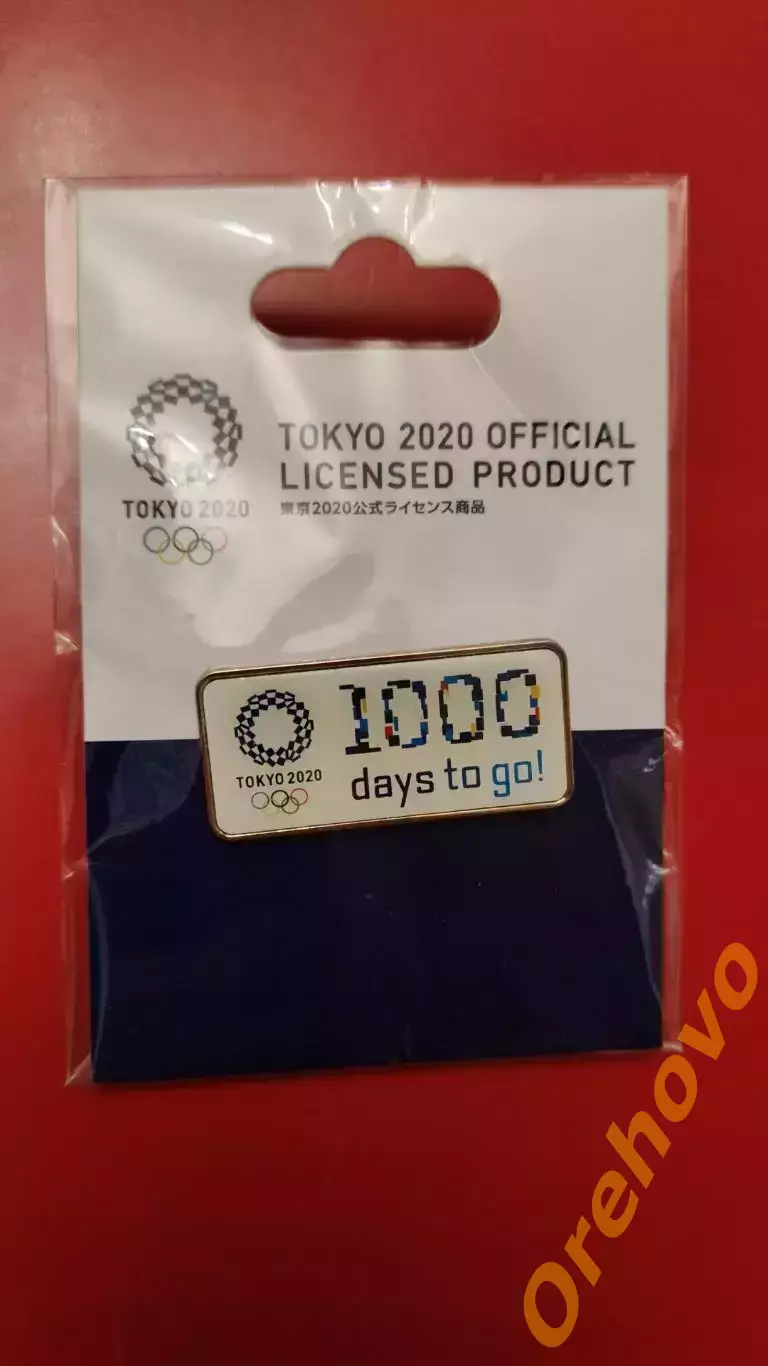 TOKYO 2020 OFFICIAL
LICENSED PRODUCT
東京2020公式ライセンス商品
TOKYO 2020
TOKYO 2020
1000
days to go!
Orehovo